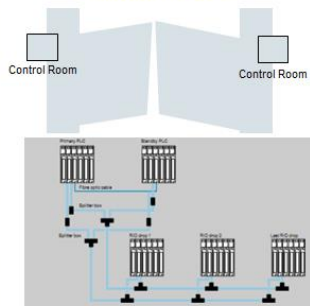 Control Room
Control Room
Primary PLC
Standby PLC
Fibre optic cable
Splitter box
Splitter box
RIO drop 1
RIO drop 2
Last RIO drop